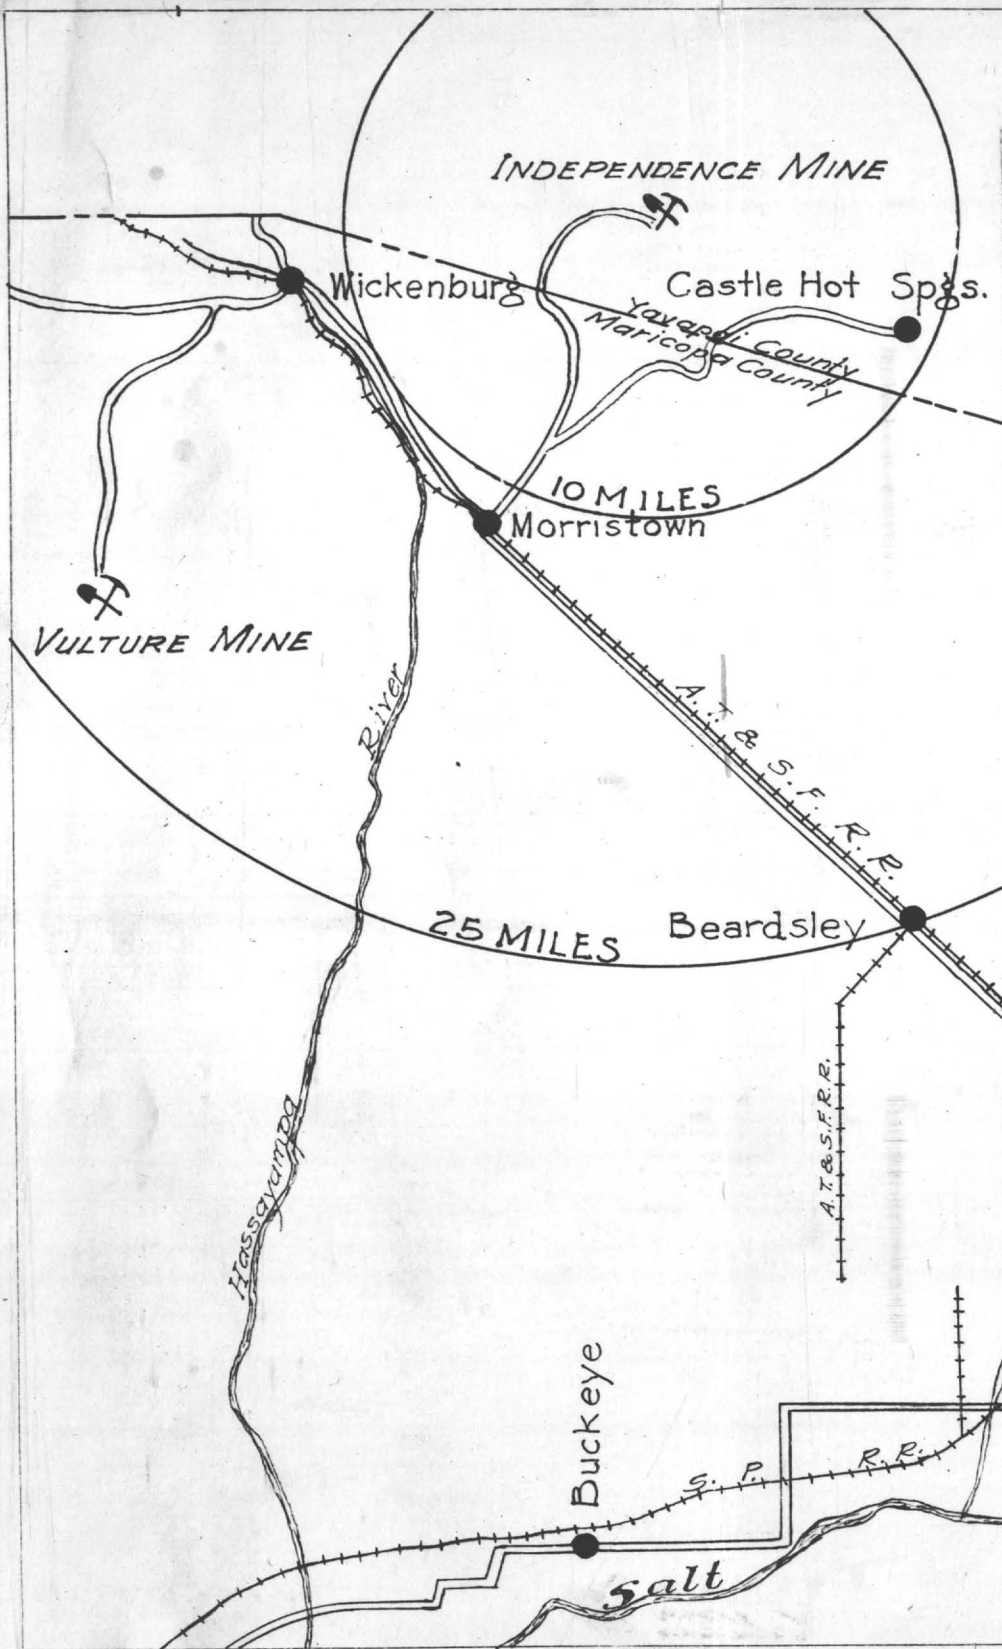 INDEPENDENCE MINE
Wickenburg
Castle Hot Spgs.
Yavapai County
Maricopa County
10 MILES
Morristown
VULTURE MINE
River
A. & S. F. R. R.
25 MILES
Beardsley
A.T. & S.F.R.R.
Hassayampa
Buckeye
S. P. R. R.
Salt